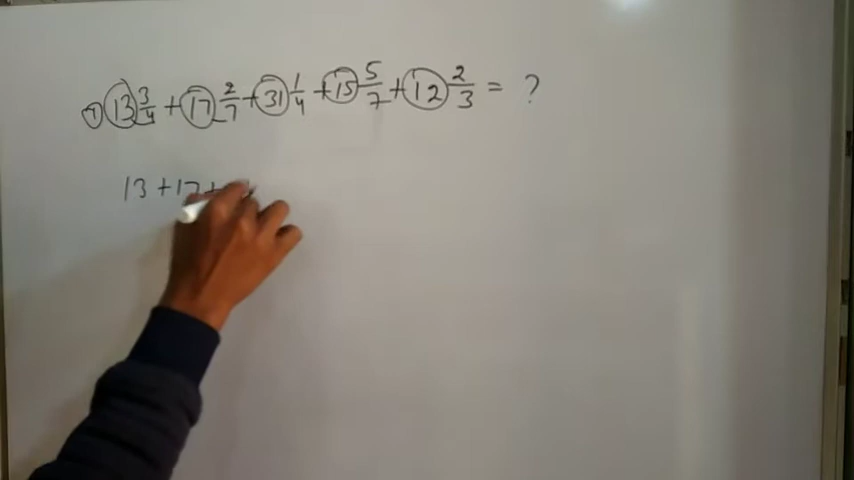 ① 13 3/4 + 17 2/7 + 31 1/4 + 15 5/7 + 12 2/3 = ?
13 + 17 +